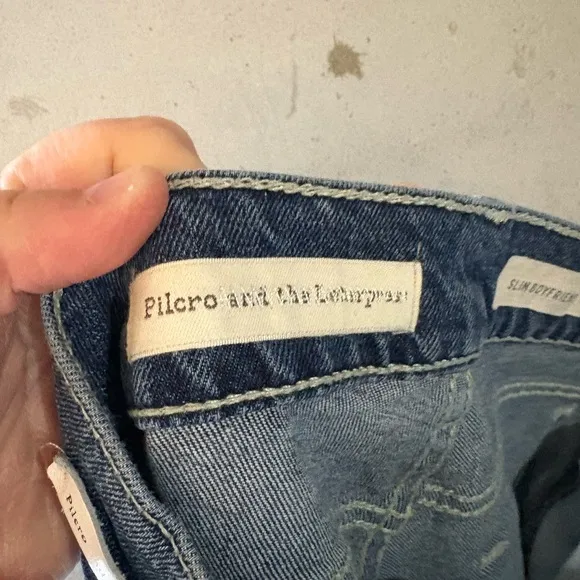 Pilcro and the Letterpress
SLIM BOYFRIEND
Pilcro